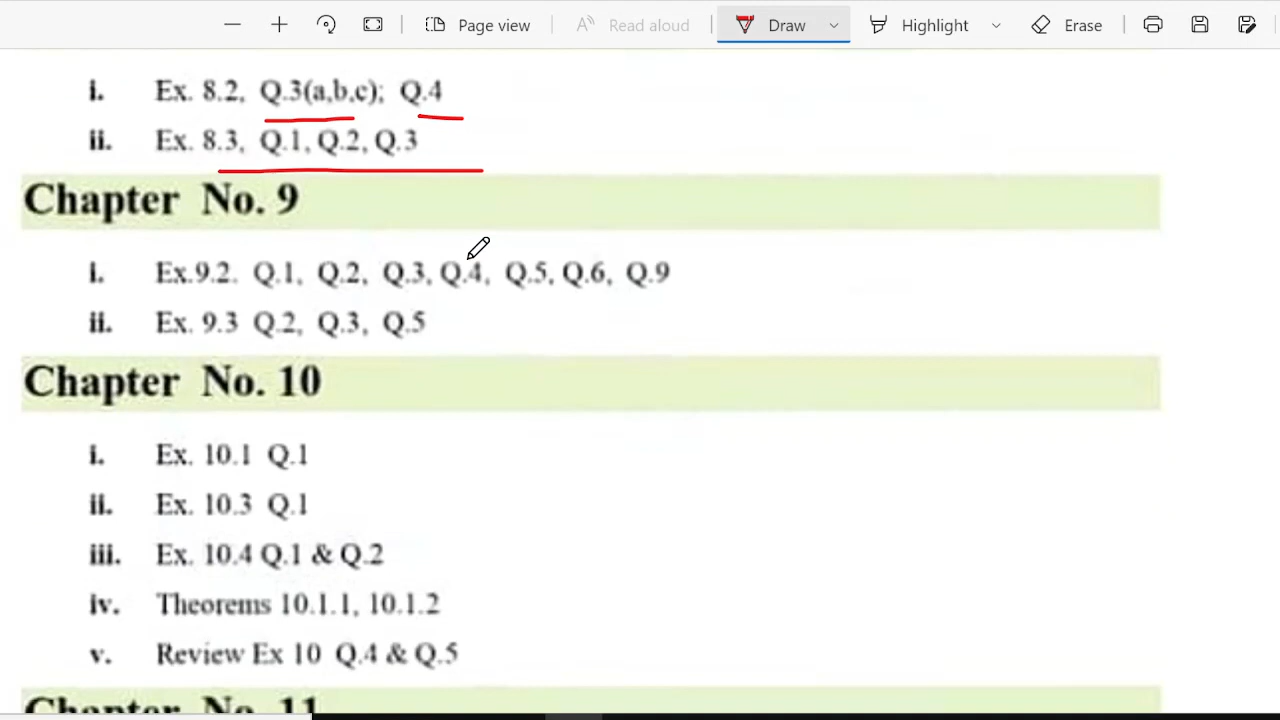 Page view Read aloud Draw Highlight Erase
i. Ex. 8.2, Q.3(a,b,c); Q.4
ii. Ex. 8.3, Q.1, Q.2, Q.3
Chapter No. 9
i. Ex.9.2. Q.1, Q.2, Q.3, Q.4, Q.5, Q.6, Q.9
ii. Ex. 9.3 Q.2, Q.3, Q.5
Chapter No. 10
i. Ex. 10.1 Q.1
ii. Ex. 10.3 Q.1
iii. Ex. 10.4 Q.1 & Q.2
iv. Theorems 10.1.1, 10.1.2
v. Review Ex 10 Q.4 & Q.5
Chapter No. 11